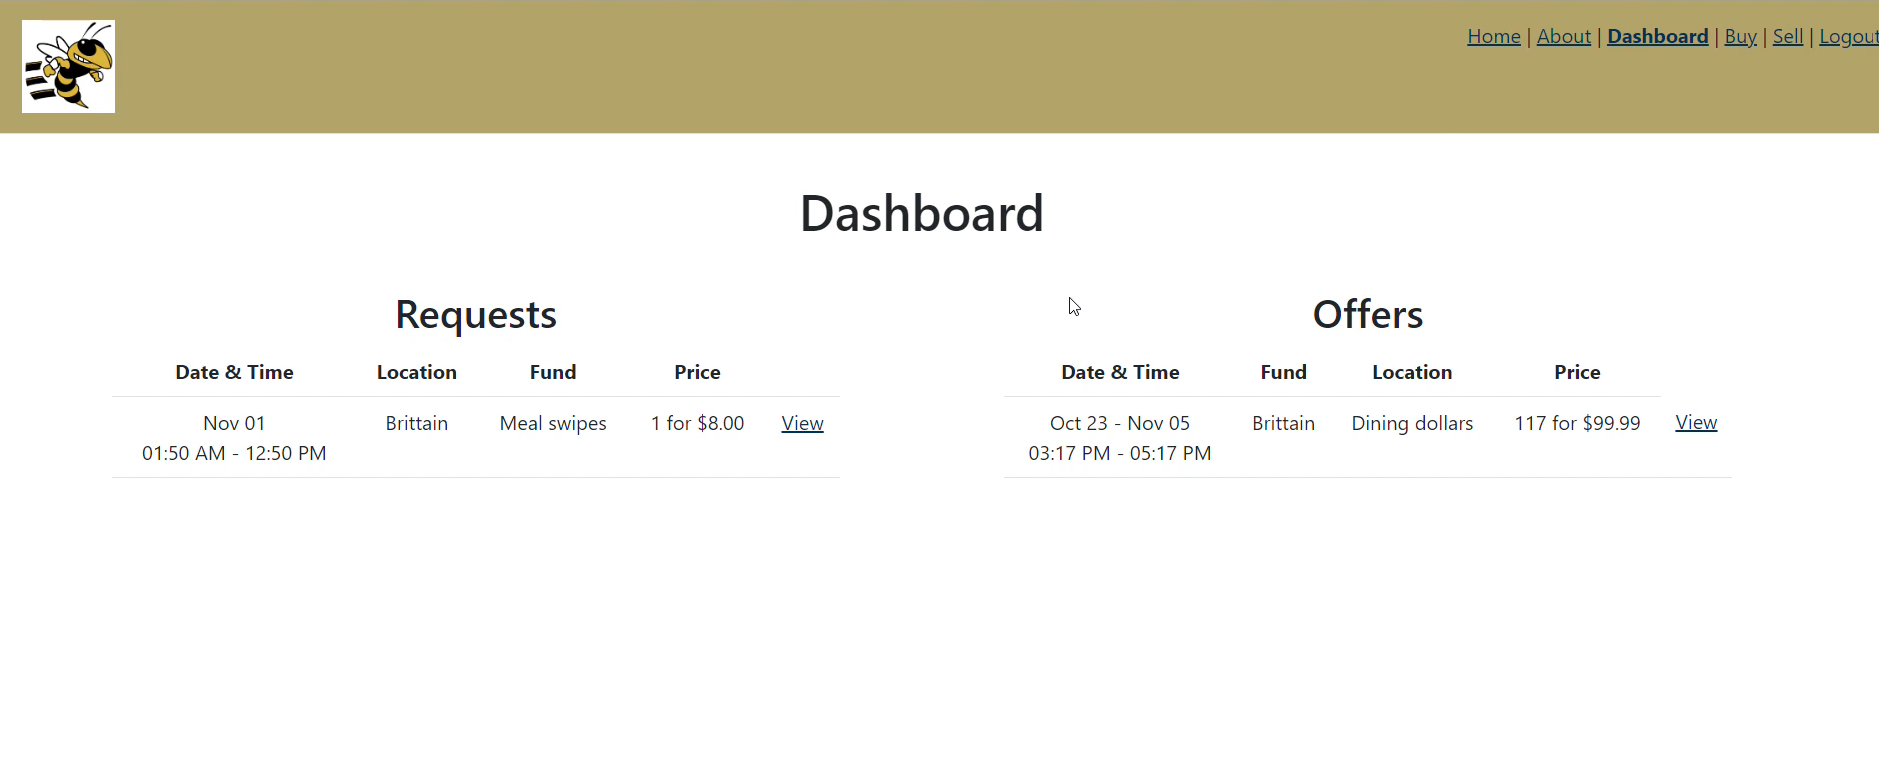 Home | About | Dashboard | Buy | Sell | Logout
Dashboard
Requests
Date & Time Location Fund Price
Nov 01 Brittain Meal swipes 1 for $8.00 View
01:50 AM - 12:50 PM
Offers
Date & Time Fund Location Price
Oct 23 - Nov 05 Brittain Dining dollars 117 for $99.99 View
03:17 PM - 05:17 PM